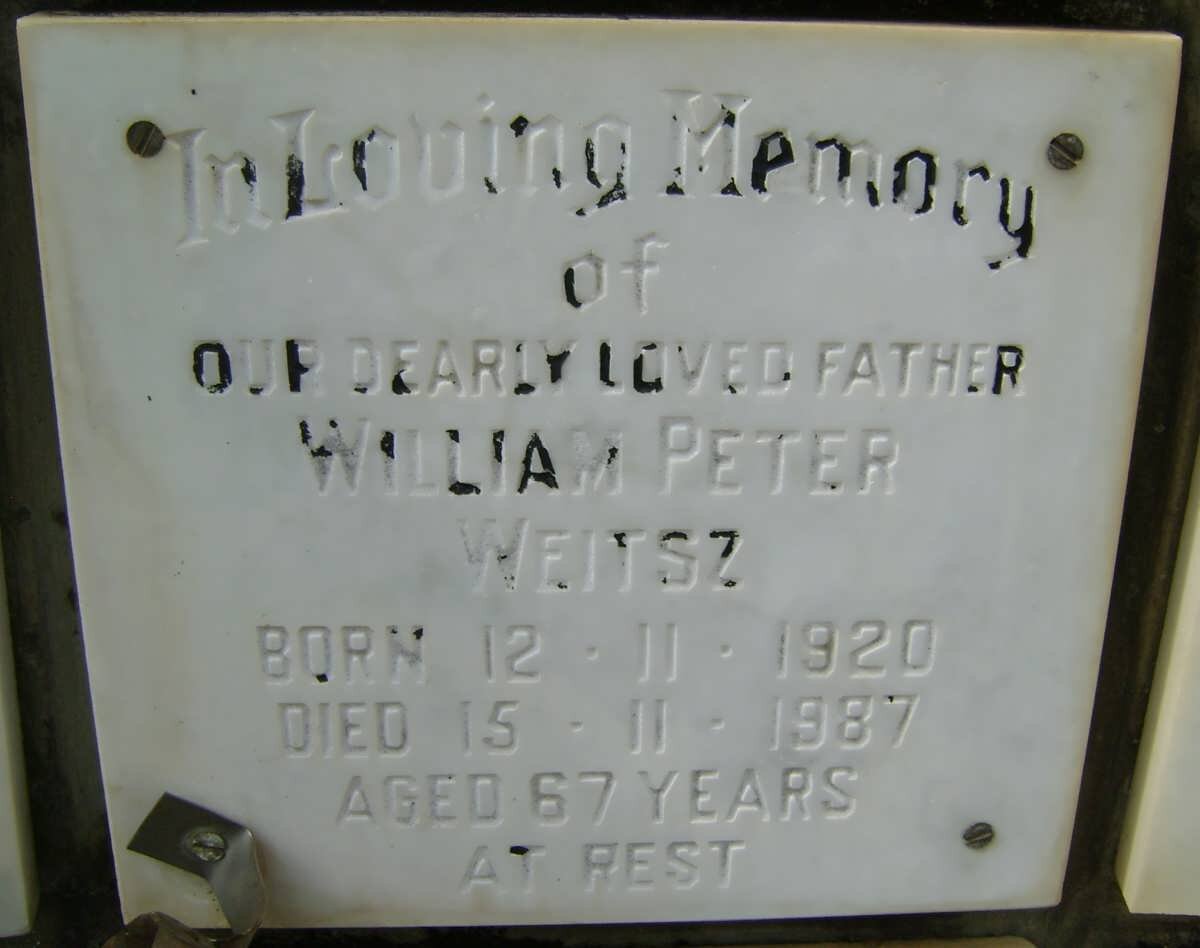 In Loving Memory
of
OUR DEARLY LOVED FATHER
WILLIAM PETER
WEITSZ
BORN 12 · 11 · 1920
DIED 15 · 11 · 1987
AGED 67 YEARS
AT REST